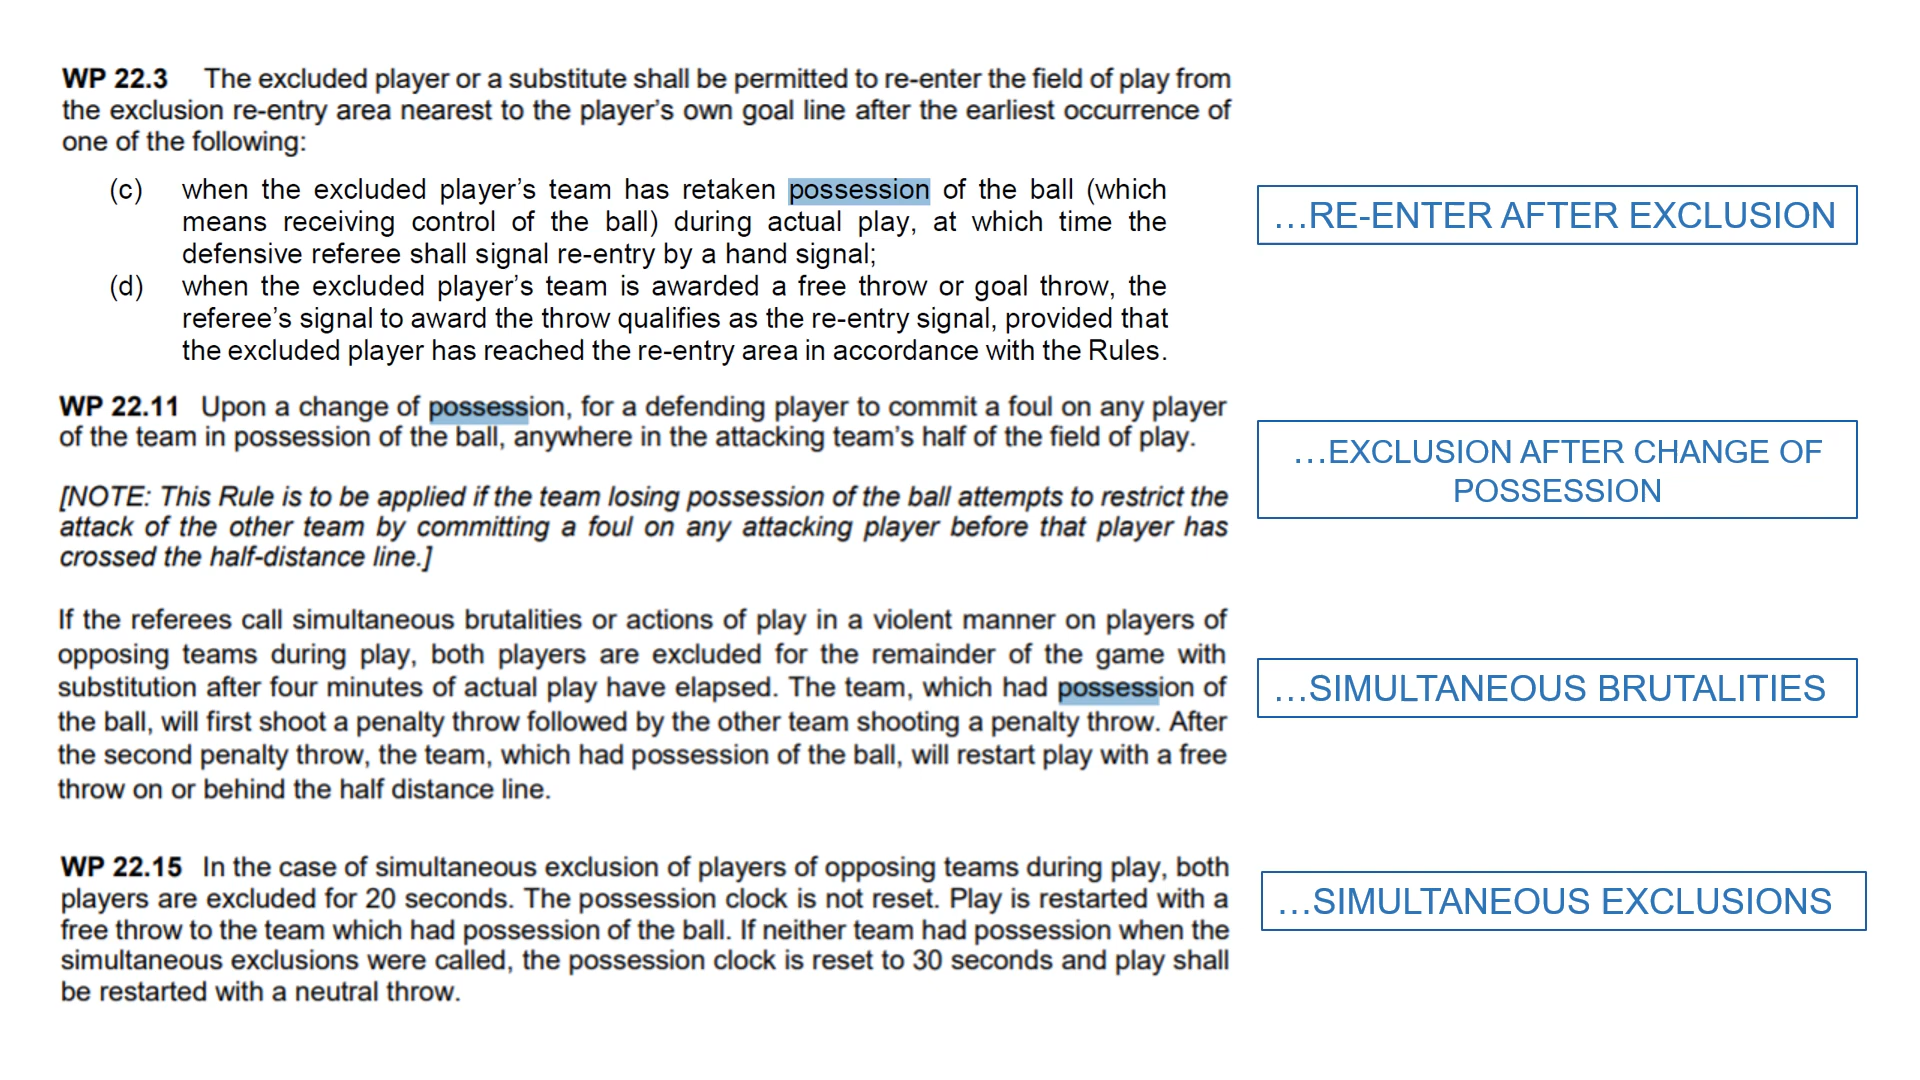 WP 22.3 The excluded player or a substitute shall be permitted to re-enter the field of play from
the exclusion re-entry area nearest to the player's own goal line after the earliest occurrence of
one of the following:
(c) when the excluded player's team has retaken possession of the ball (which
means receiving control of the ball) during actual play, at which time the
defensive referee shall signal re-entry by a hand signal;
(d) when the excluded player's team is awarded a free throw or goal throw, the
referee's signal to award the throw qualifies as the re-entry signal, provided that
the excluded player has reached the re-entry area in accordance with the Rules.
…RE-ENTER AFTER EXCLUSION
WP 22.11 Upon a change of possession, for a defending player to commit a foul on any player
of the team in possession of the ball, anywhere in the attacking team's half of the field of play.
[NOTE: This Rule is to be applied if the team losing possession of the ball attempts to restrict the
attack of the other team by committing a foul on any attacking player before that player has
crossed the half-distance line.]
…EXCLUSION AFTER CHANGE OF
POSSESSION
If the referees call simultaneous brutalities or actions of play in a violent manner on players of
opposing teams during play, both players are excluded for the remainder of the game with
substitution after four minutes of actual play have elapsed. The team, which had possession of
the ball, will first shoot a penalty throw followed by the other team shooting a penalty throw. After
the second penalty throw, the team, which had possession of the ball, will restart play with a free
throw on or behind the half distance line.
…SIMULTANEOUS BRUTALITIES
WP 22.15 In the case of simultaneous exclusion of players of opposing teams during play, both
players are excluded for 20 seconds. The possession clock is not reset. Play is restarted with a
free throw to the team which had possession of the ball. If neither team had possession when the
simultaneous exclusions were called, the possession clock is reset to 30 seconds and play shall
be restarted with a neutral throw.
…SIMULTANEOUS EXCLUSIONS